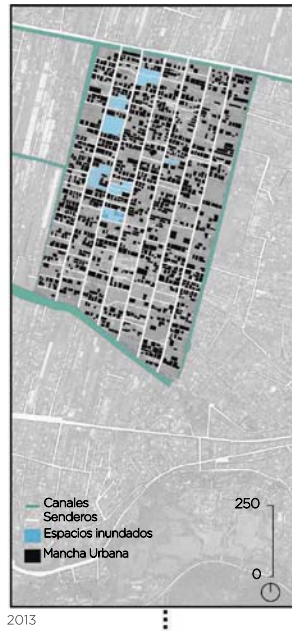 Canales
Senderos
Espacios inundados
Mancha Urbana
250
0
2013